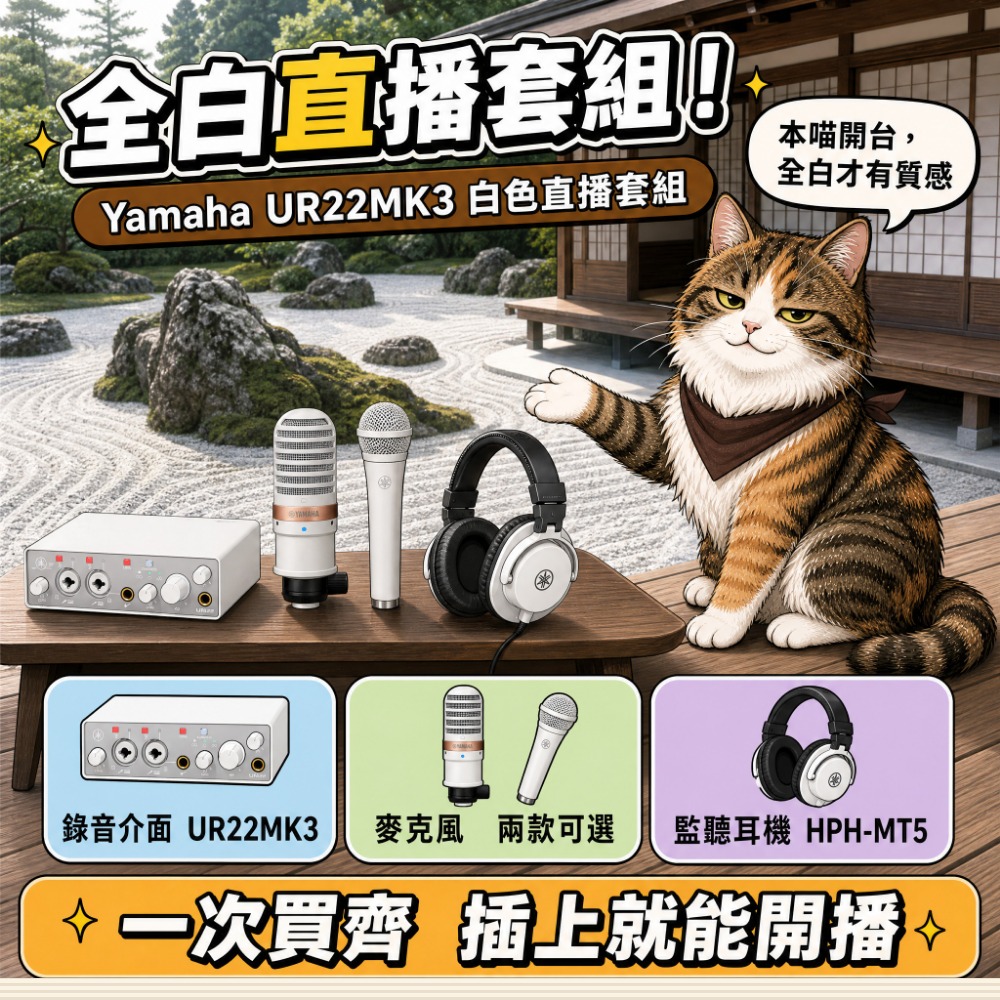 全白直播套組！
Yamaha UR22MK3 白色直播套組
本喵開台，
全白才有質感
YAMAHA
錄音介面 UR22MK3
麥克風 兩款可選
監聽耳機 HPH-MT5
一次買齊 插上就能開播